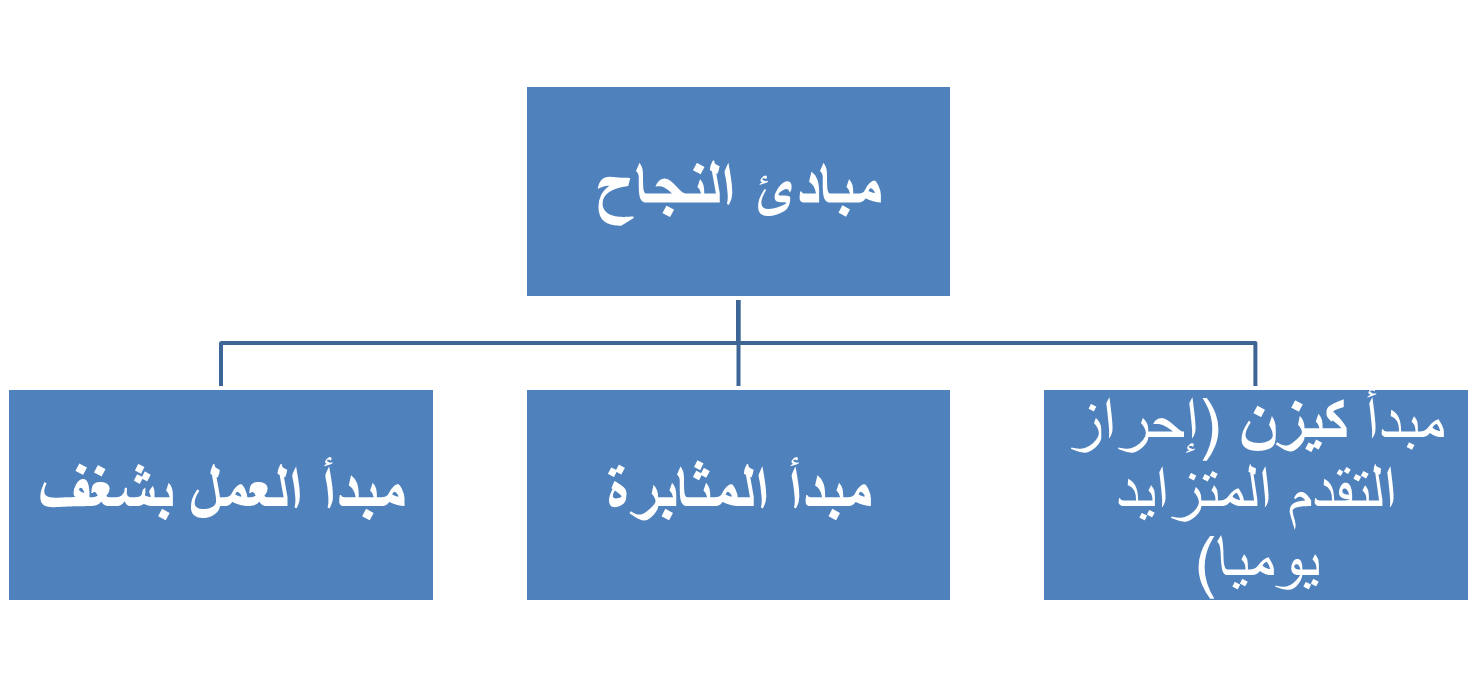 مبادئ النجاح
مبدأ كيزن (إحراز
التقدم المتزايد
يوميا)
مبدأ المثابرة
مبدأ العمل بشغف